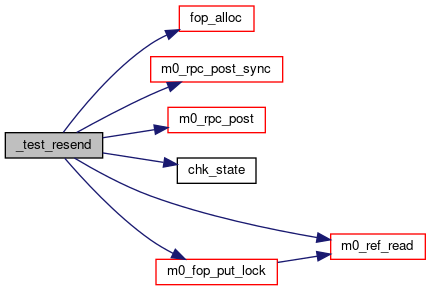 fop_alloc
m0_rpc_post_sync
m0_rpc_post
_test_resend
chk_state
m0_ref_read
m0_fop_put_lock